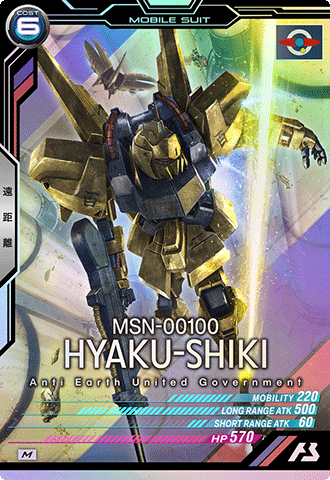 COST
6
MOBILE SUIT
遠距離
MSN-00100
HYAKU-SHIKI
Anti Earth United Government
MOBILITY 220
LONG RANGE ATK 500
SHORT RANGE ATK 60
HP 570
M